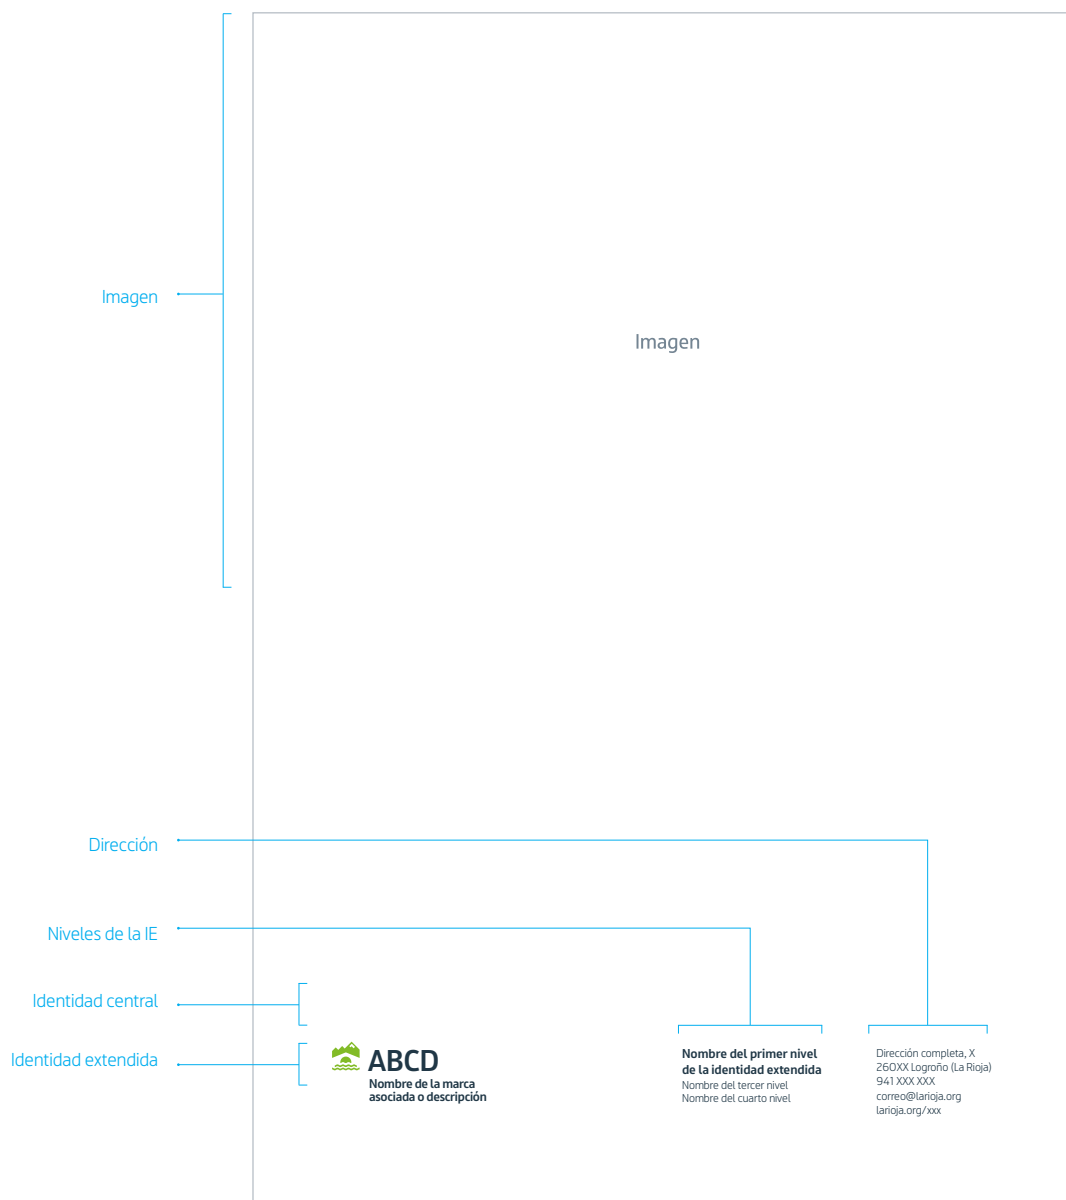 Imagen
Imagen
Dirección
Niveles de la IE
Identidad central
Identidad extendida
ABCD
Nombre de la marca
asociada o descripción
Nombre del primer nivel
de la identidad extendida
Nombre del tercer nivel
Nombre del cuarto nivel
Dirección completa, X
260XX Logroño (La Rioja)
941 XXX XXX
correo@larioja.org
larioja.org/xxx